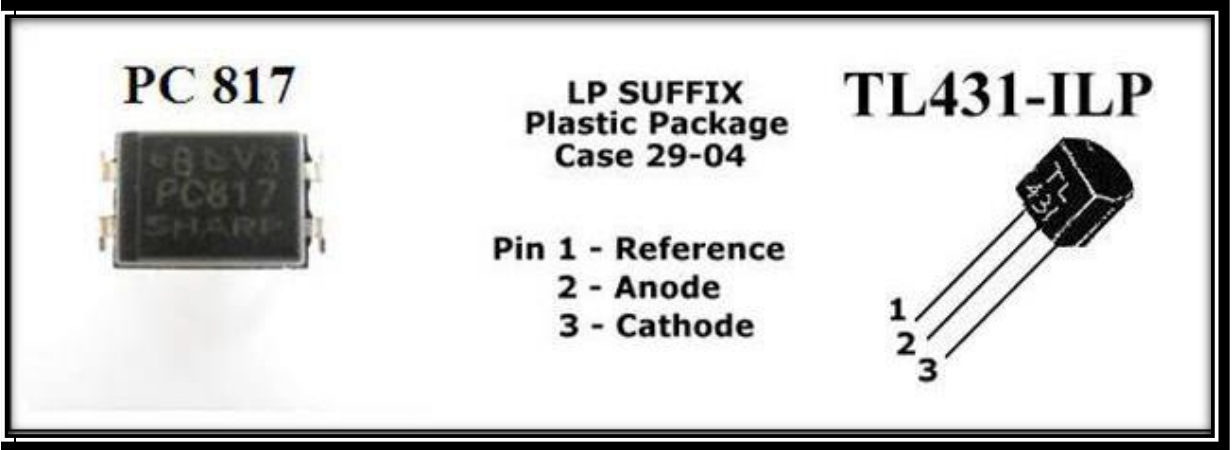 PC 817
PC817
SHARP
LP SUFFIX
Plastic Package
Case 29-04
Pin 1 - Reference
2 - Anode
3 - Cathode
TL431-ILP
TL
431
1
2
3